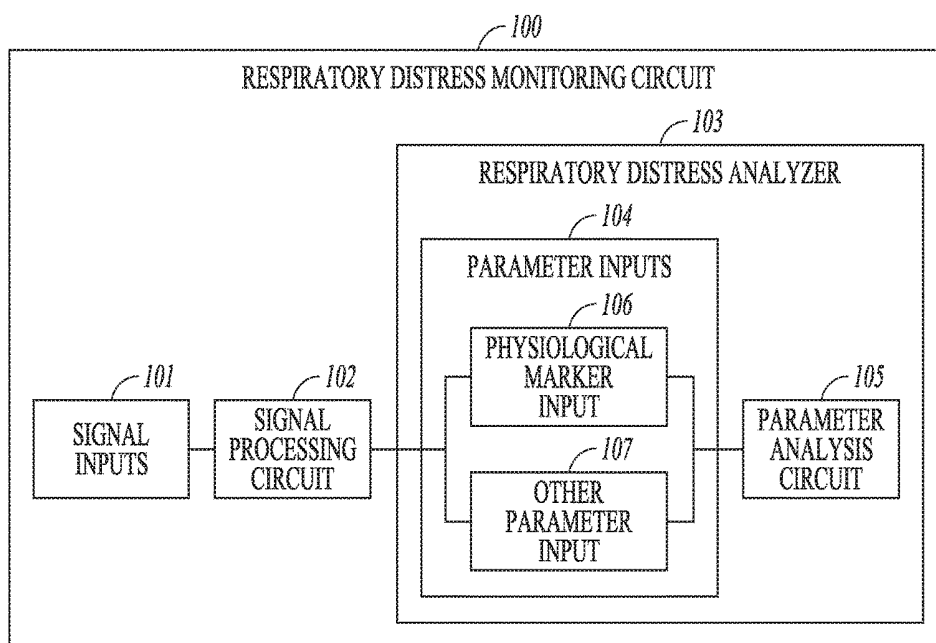 100
RESPIRATORY DISTRESS MONITORING CIRCUIT
103
RESPIRATORY DISTRESS ANALYZER
104
PARAMETER INPUTS
106
PHYSIOLOGICAL
MARKER
INPUT
101
SIGNAL
INPUTS
102
SIGNAL
PROCESSING
CIRCUIT
107
OTHER
PARAMETER
INPUT
105
PARAMETER
ANALYSIS
CIRCUIT